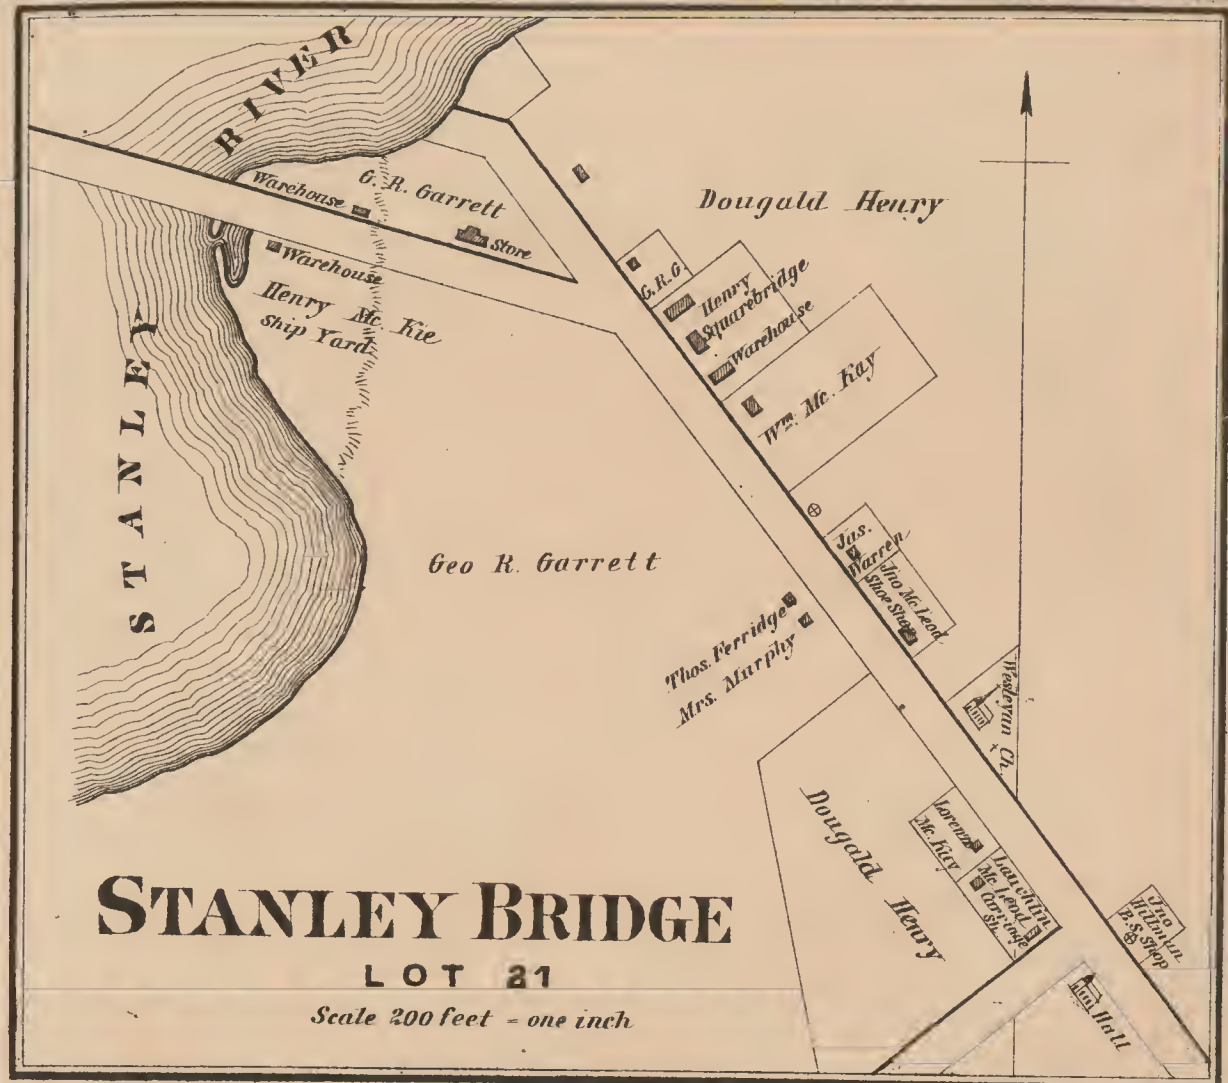 STANLEY
RIVER
Warehouse
G. R. Garrett
Store
Warehouse
Henry Mc. Kie
Ship Yard
Dougald Henry
G.R.G.
Henry
Squarebridge
Warehouse
Wm. Mc. Kay
Jas.
Warren
Jno Mc Leod
Shoe Shop
Geo R. Garrett
Thos. Ferridge
Mrs. Murphy
Wesleyan Ch.
Dougald Henry
Lorenzo
Mc. Kay
Lauchlin
Mc Leod
Carriage
Sh.
Jno
Hillman
B. S. Shop
Hall
STANLEY BRIDGE
LOT 21
Scale 200 feet = one inch